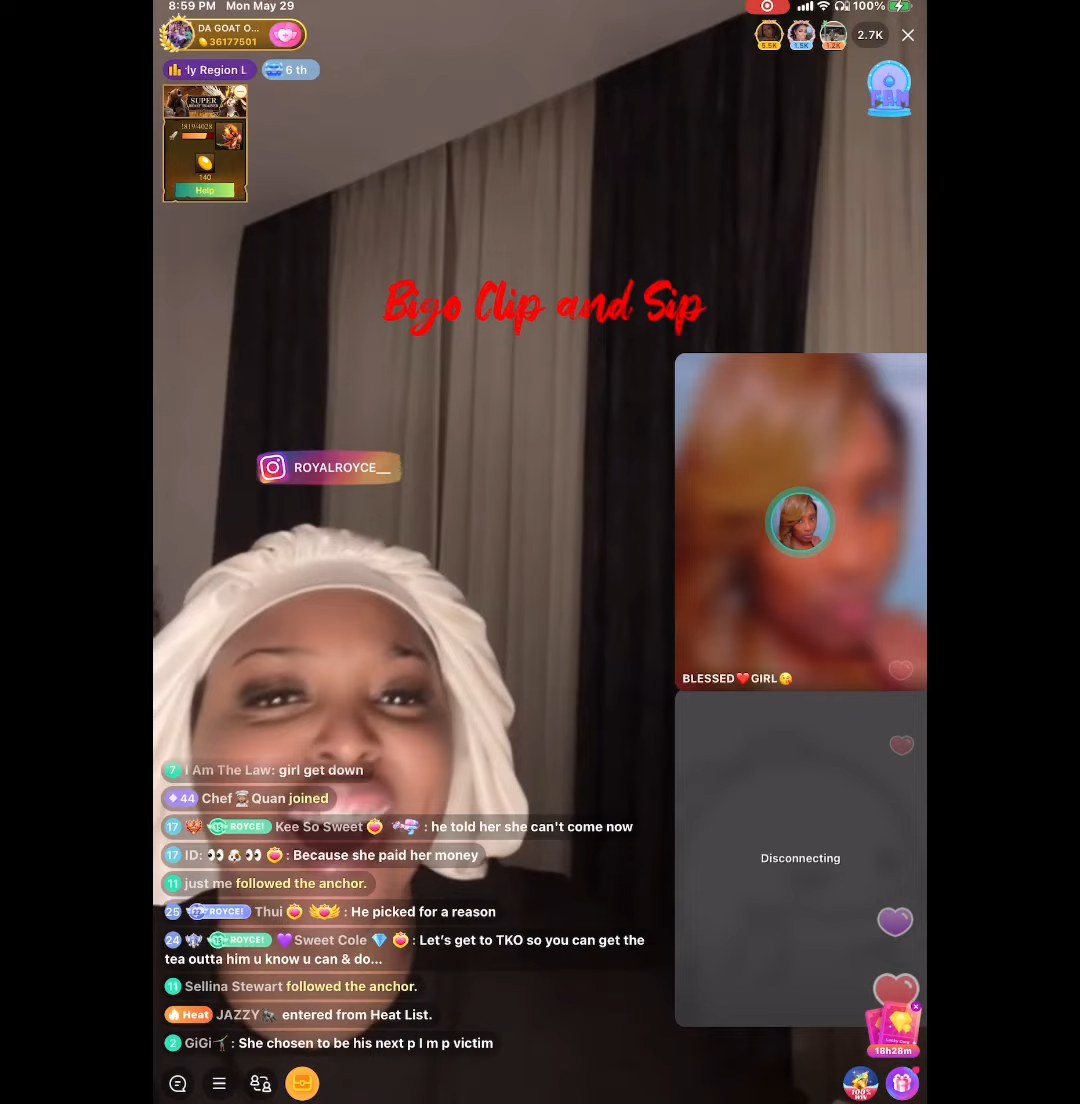 8:59 PM Mon May 29
100%
DA GOAT O...
36177501
5.5K
1.5K
1.2K
2.7K
ly Region L
6 th
FAM
SUPER
2819/4028
140
Help
Bigo Clip and Sip
ROYALROYCE__
BLESSED❤️GIRL😘
7 I Am The Law: girl get down
44 Chef Quan joined
17 ROYCE! Kee So Sweet : he told her she can't come now
17 ID: 👀🐶👀 : Because she paid her money
11 just me followed the anchor.
25 ROYCE! Thui : He picked for a reason
24 ROYCE! 💜Sweet Cole 💎 : Let's get to TKO so you can get the
tea outta him u know u can & do...
11 Sellina Stewart followed the anchor.
Heat JAZZY entered from Heat List.
2 GiGi : She chosen to be his next p I m p victim
Disconnecting
18h28m
100%
WIN